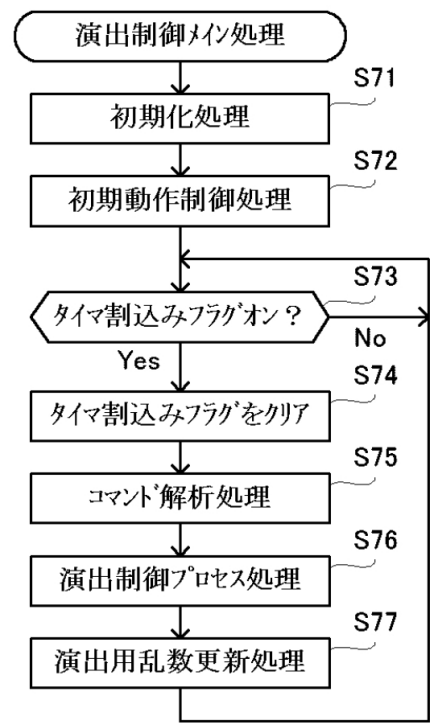 演出制御ﾒｲﾝ処理
S71
初期化処理
S72
初期動作制御処理
S73
ﾀｲﾏ割込みﾌﾗｸﾞｵﾝ？
No
Yes
S74
ﾀｲﾏ割込みﾌﾗｸﾞをｸﾘｱ
S75
ｺﾏﾝﾄﾞ解析処理
S76
演出制御ﾌﾟﾛｾｽ処理
S77
演出用乱数更新処理